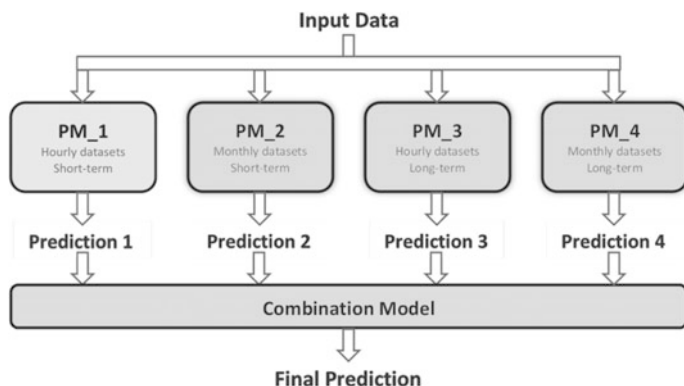 Input Data
PM_1
Hourly datasets
Short-term
PM_2
Monthly datasets
Short-term
PM_3
Hourly datasets
Long-term
PM_4
Monthly datasets
Long-term
Prediction 1
Prediction 2
Prediction 3
Prediction 4
Combination Model
Final Prediction